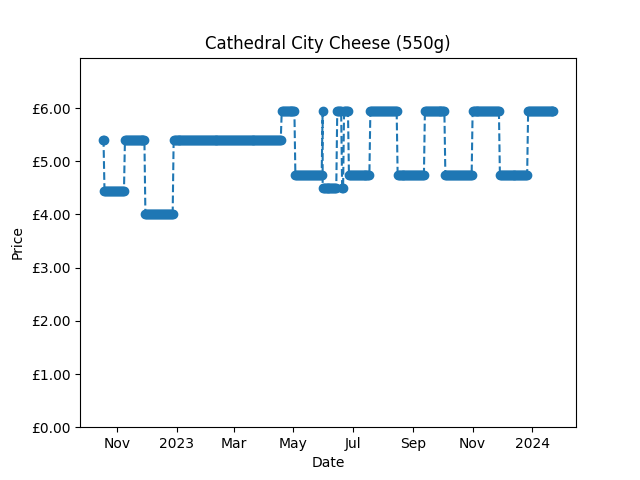 Cathedral City Cheese (550g)
£6.00
£5.00
£4.00
£3.00
£2.00
£1.00
£0.00
Price
Nov 2023 Mar May Jul Sep Nov 2024
Date